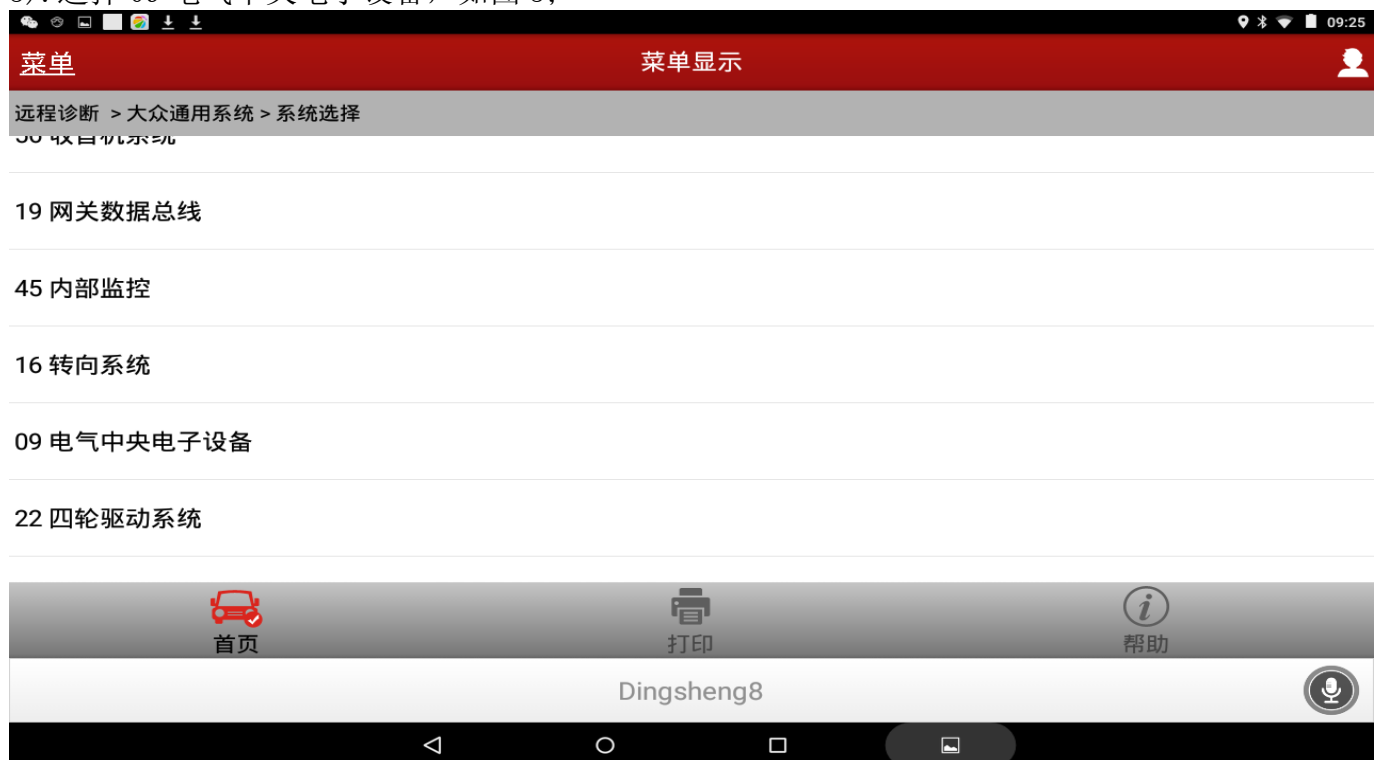 09:25
菜单
菜单显示
远程诊断 >大众通用系统>系统选择
19 网关数据总线
45 内部监控
16 转向系统
09 电气中央电子设备
22 四轮驱动系统
首页
打印
帮助
Dingsheng8